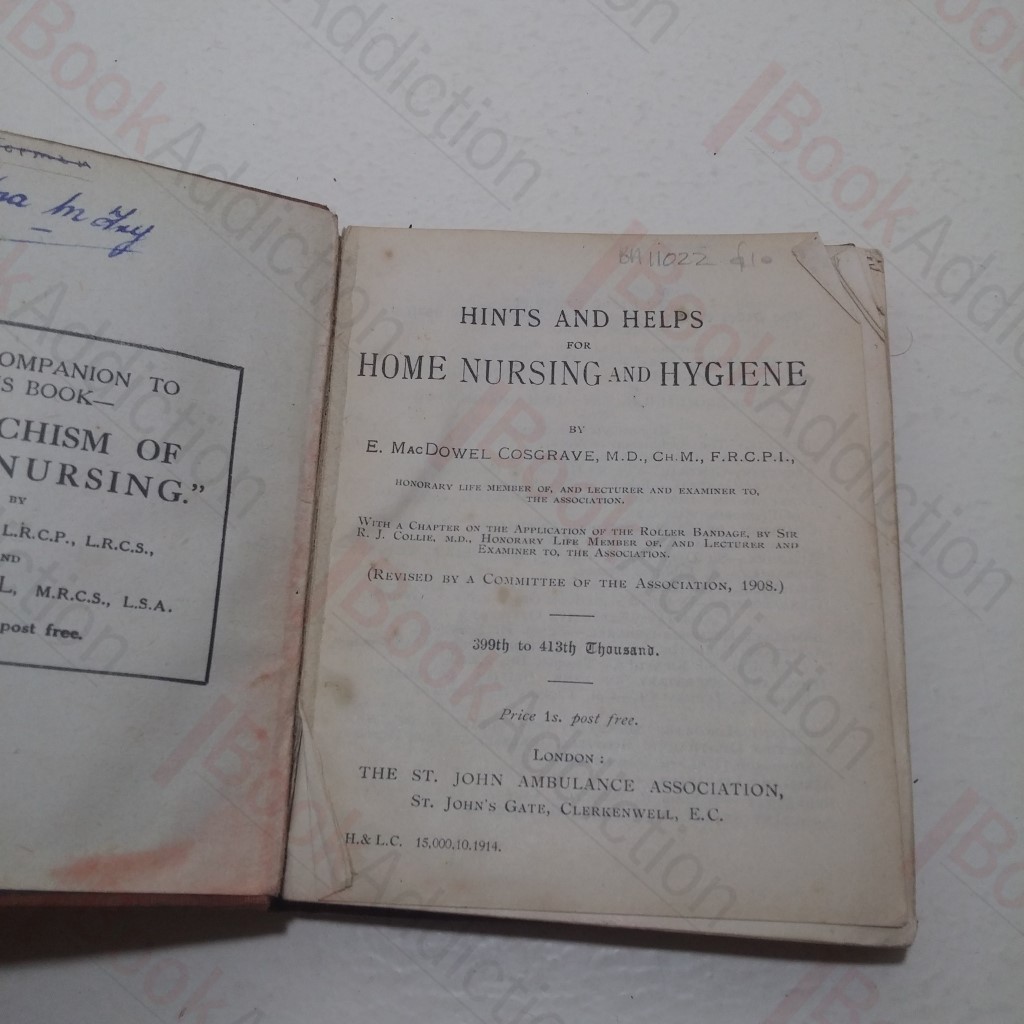 In Fry
OMPANION TO
S BOOK—
CHISM OF
NURSING.”
BY
L.R.C.P., L.R.C.S.,
AND
L, M.R.C.S., L.S.A.
post free.
BA11022
HINTS AND HELPS
FOR
HOME NURSING AND HYGIENE
BY
E. MacDowel Cosgrave, M.D., Ch.M., F.R.C.P.I.,
HONORARY LIFE MEMBER OF, AND LECTURER AND EXAMINER TO,
THE ASSOCIATION.
With a Chapter on the Application of the Roller Bandage, by Sir
R. J. Collie, M.D., Honorary Life Member of, and Lecturer and
Examiner to, the Association.
(Revised by a Committee of the Association, 1908.)
399th to 413th Thousand.
Price 1s. post free.
London :
THE ST. JOHN AMBULANCE ASSOCIATION,
St. John's Gate, Clerkenwell, E.C.
H. & L.C. 15,000.10.1914.
BookAddiction